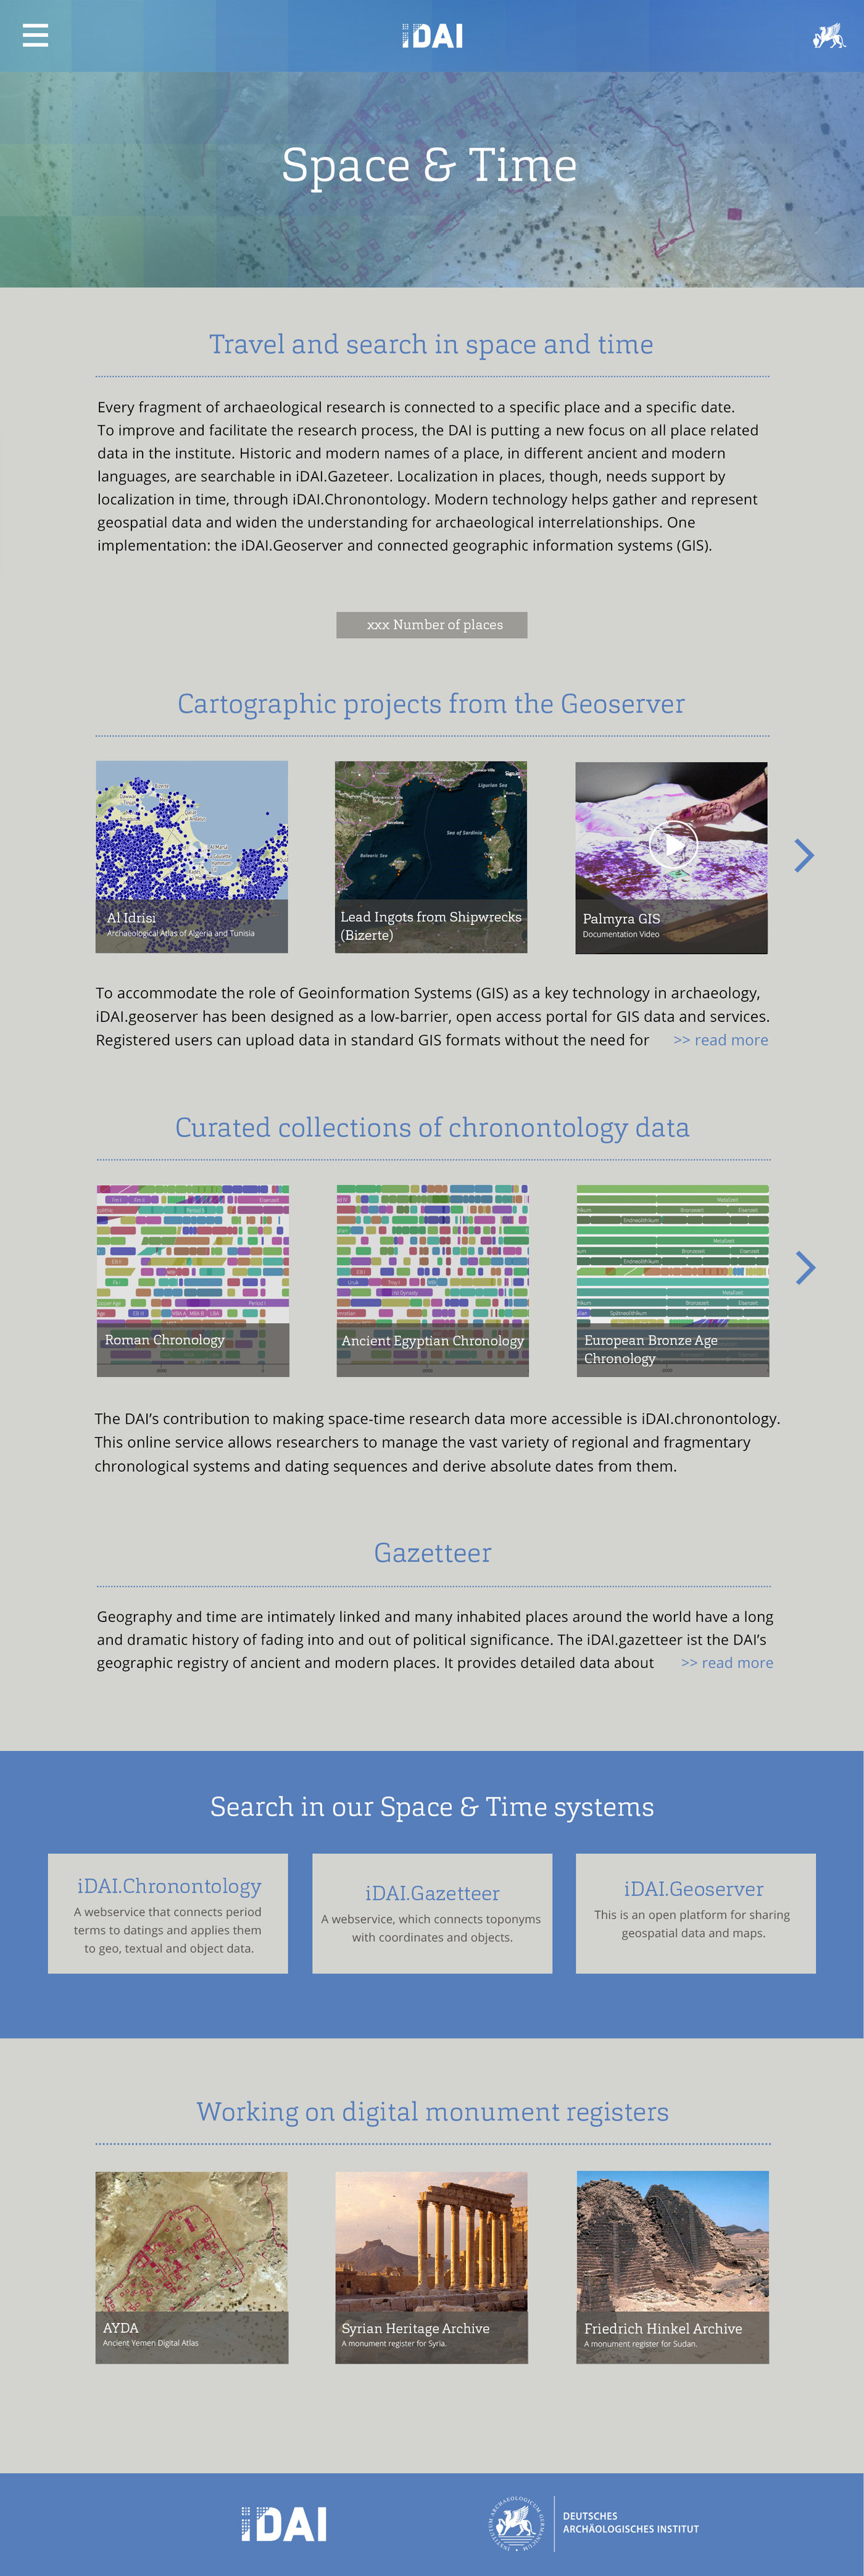 iDAI
Space & Time
Travel and search in space and time
Every fragment of archaeological research is connected to a specific place and a specific date.
To improve and facilitate the research process, the DAI is putting a new focus on all place related
data in the institute. Historic and modern names of a place, in different ancient and modern
languages, are searchable in iDAI.Gazeteer. Localization in places, though, needs support by
localization in time, through iDAI.Chronontology. Modern technology helps gather and represent
geospatial data and widen the understanding for archaeological interrelationships. One
implementation: the iDAI.Geoserver and connected geographic information systems (GIS).
xxx Number of places
Cartographic projects from the Geoserver
Ligurian Sea
Barcelona
Sea of Sardinia
Balearic Sea
Al Idrisi
Archaeological Atlas of Algeria and Tunisia
Lead Ingots from Shipwrecks
(Bizerte)
Palmyra GIS
Documentation Video
To accommodate the role of Geoinformation Systems (GIS) as a key technology in archaeology,
iDAI.geoserver has been designed as a low-barrier, open access portal for GIS data and services.
Registered users can upload data in standard GIS formats without the need for >> read more
Curated collections of chronontology data
Roman Chronology
Ancient Egyptian Chronology
European Bronze Age
Chronology
The DAI’s contribution to making space-time research data more accessible is iDAI.chronontology.
This online service allows researchers to manage the vast variety of regional and fragmentary
chronological systems and dating sequences and derive absolute dates from them.
Gazetteer
Geography and time are intimately linked and many inhabited places around the world have a long
and dramatic history of fading into and out of political significance. The iDAI.gazetteer ist the DAI’s
geographic registry of ancient and modern places. It provides detailed data about >> read more
Search in our Space & Time systems
iDAI.Chronontology
A webservice that connects period
terms to datings and applies them
to geo, textual and object data.
iDAI.Gazetteer
A webservice, which connects toponyms
with coordinates and objects.
iDAI.Geoserver
This is an open platform for sharing
geospatial data and maps.
Working on digital monument registers
AYDA
Ancient Yemen Digital Atlas
Syrian Heritage Archive
A monument register for Syria.
Friedrich Hinkel Archive
A monument register for Sudan.
iDAI
INSTITUTUM ARCHAEOLOGICUM GERMANICUM
DEUTSCHES
ARCHÄOLOGISCHES INSTITUT